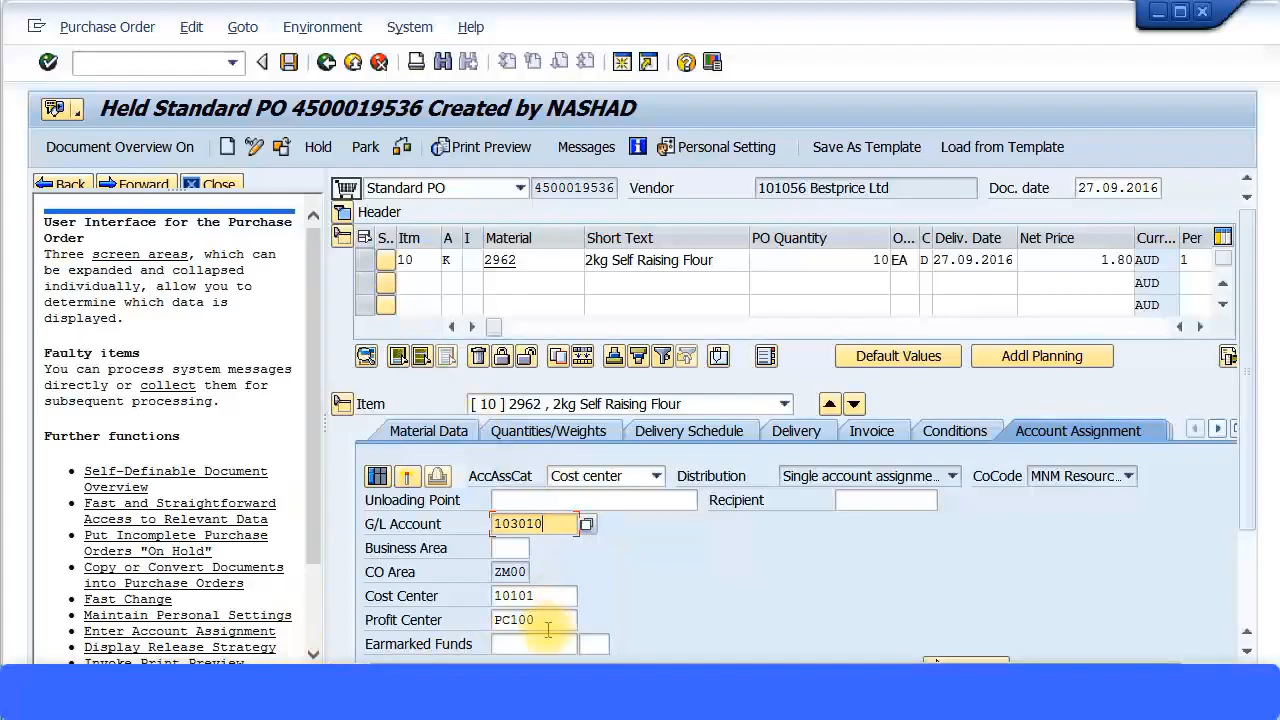 Purchase Order Edit Goto Environment System Help
Held Standard PO 4500019536 Created by NASHAD
Document Overview On Hold Park Print Preview Messages Personal Setting Save As Template Load from Template
Back Forward Close
User Interface for the Purchase
Order
Three screen areas, which can
be expanded and collapsed
individually, allow you to
determine which data is
displayed.
Faulty items
You can process system messages
directly or collect them for
subsequent processing.
Further functions
Self-Definable Document
Overview
Fast and Straightforward
Access to Relevant Data
Put Incomplete Purchase
Orders "On Hold"
Copy or Convert Documents
into Purchase Orders
Fast Change
Maintain Personal Settings
Enter Account Assignment
Display Release Strategy
Invoke Print Preview
Standard PO 4500019536 Vendor 101056 Bestprice Ltd Doc. date 27.09.2016
Header
S.. Itm A I Material Short Text PO Quantity O... C Deliv. Date Net Price Curr... Per
10 K 2962 2kg Self Raising Flour 10 EA D 27.09.2016 1.80 AUD 1
AUD
AUD
Default Values Addl Planning
Item [ 10 ] 2962 , 2kg Self Raising Flour
Material Data Quantities/Weights Delivery Schedule Delivery Invoice Conditions Account Assignment
AccAssCat Cost center Distribution Single account assignme... CoCode MNM Resourc...
Unloading Point Recipient
G/L Account 103010
Business Area
CO Area ZM00
Cost Center 10101
Profit Center PC100
Earmarked Funds